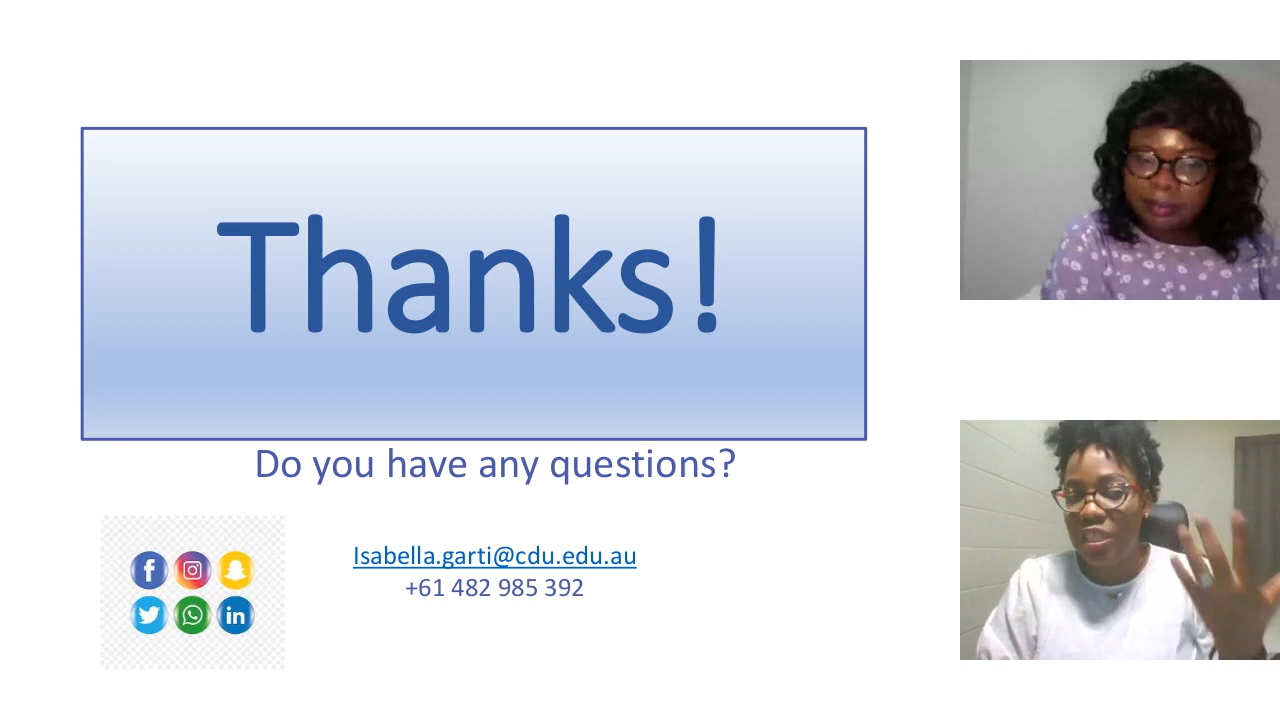 Thanks!
Do you have any questions?
Isabella.garti@cdu.edu.au
+61 482 985 392